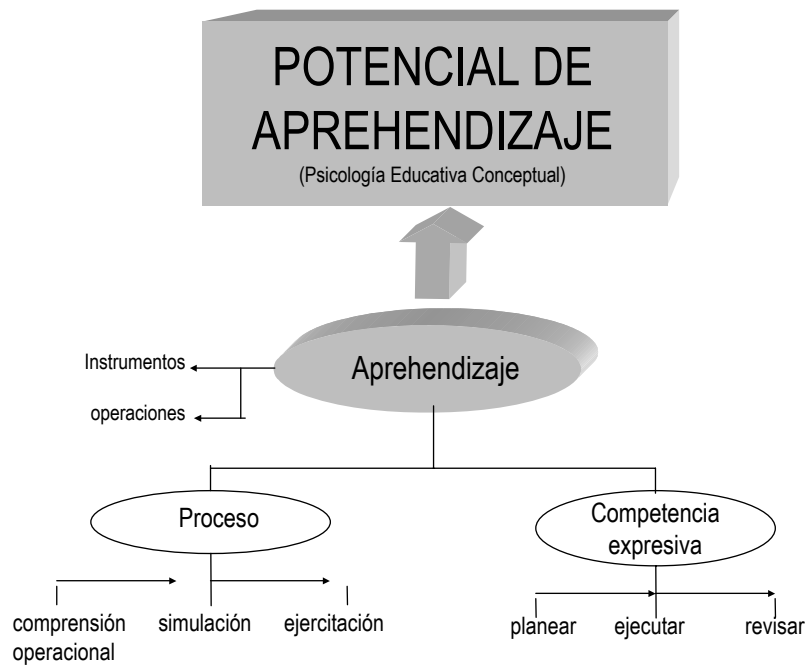 POTENCIAL DE
APREHENDIZAJE
(Psicología Educativa Conceptual)
Aprehendizaje
Instrumentos
operaciones
Proceso
Competencia
expresiva
comprensión
operacional
simulación
ejercitación
planear
ejecutar
revisar